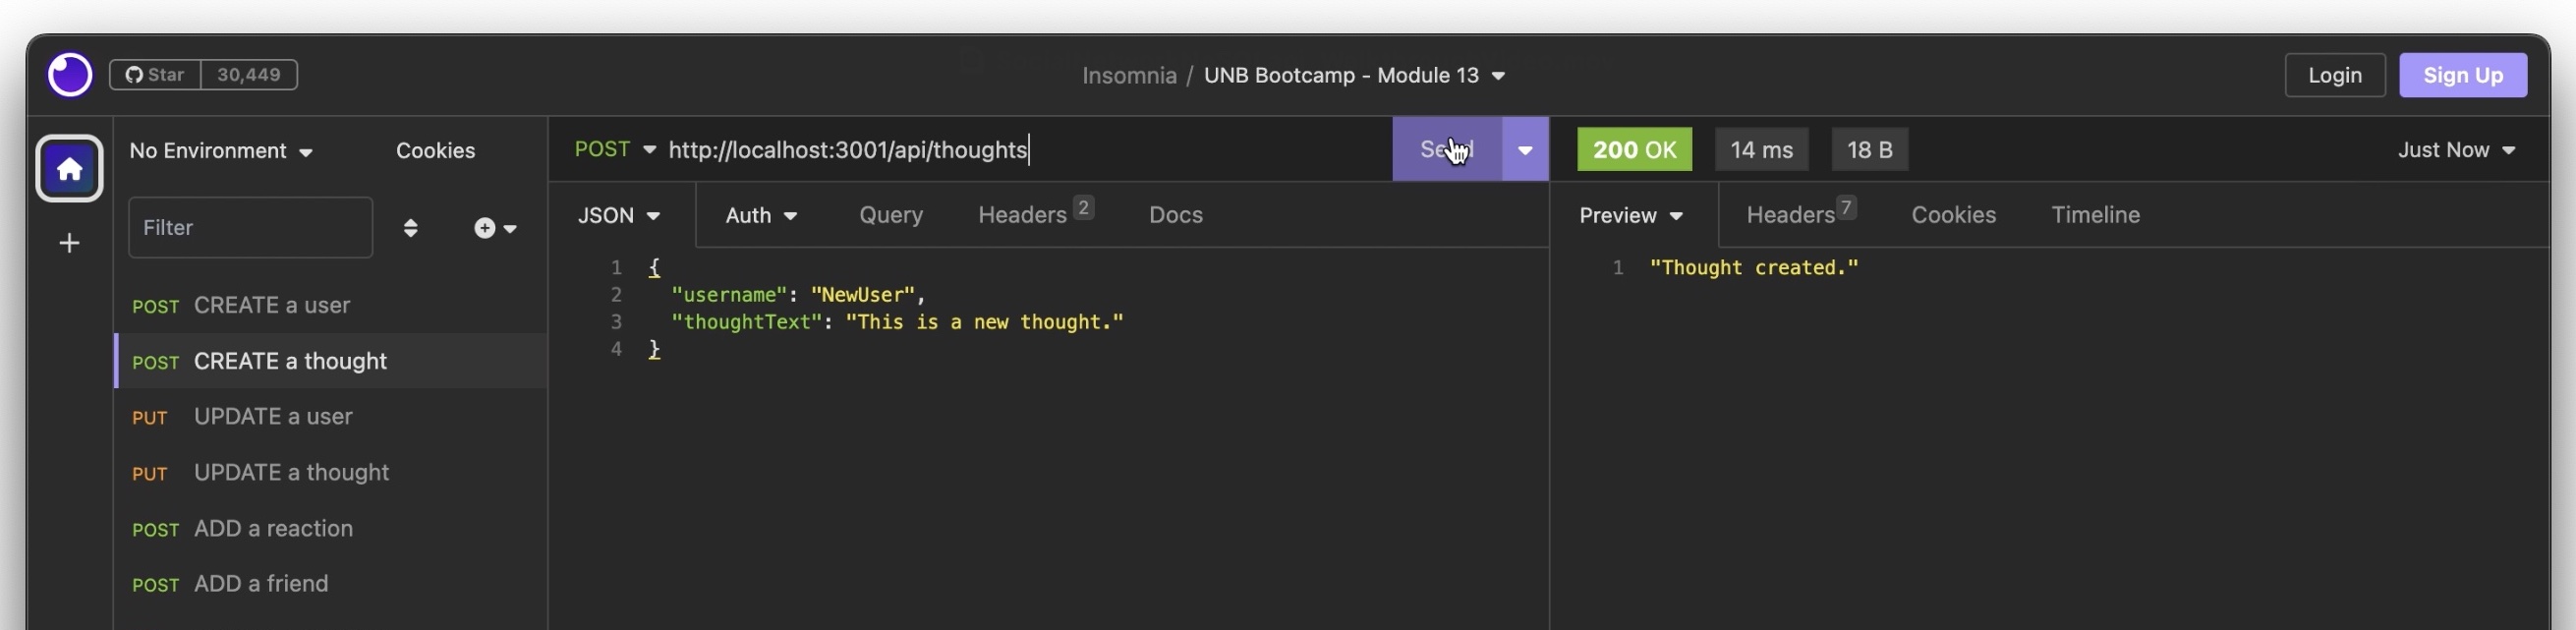 Star 30,449
Insomnia / UNB Bootcamp - Module 13
Login
Sign Up
No Environment
Cookies
Filter
POST CREATE a user
POST CREATE a thought
PUT UPDATE a user
PUT UPDATE a thought
POST ADD a reaction
POST ADD a friend
POST http://localhost:3001/api/thoughts
Send
JSON Auth Query Headers 2 Docs
1 {
2 "username": "NewUser",
3 "thoughtText": "This is a new thought."
4 }
200 OK 14 ms 18 B Just Now
Preview Headers 7 Cookies Timeline
1 "Thought created."